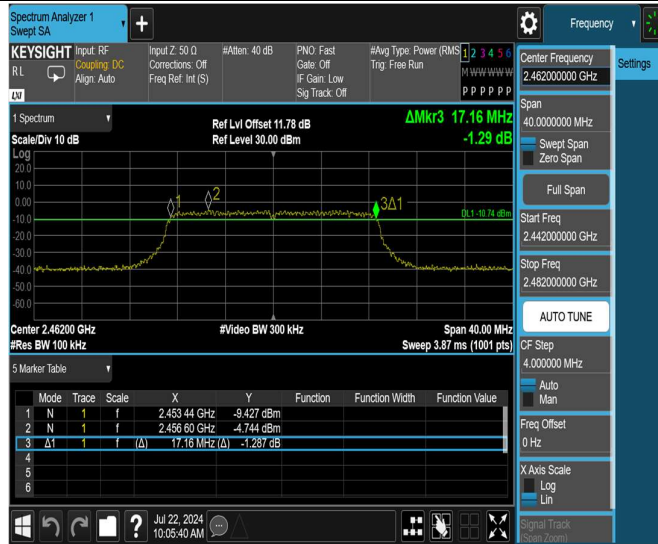 Spectrum Analyzer 1
Swept SA
+
Frequency
KEYSIGHT
RL
LXI
Input: RF
Coupling: DC
Align: Auto
Input Z: 50 Ω
Corrections: Off
Freq Ref: Int (S)
#Atten: 40 dB
PNO: Fast
Gate: Off
IF Gain: Low
Sig Track: Off
#Avg Type: Power (RMS
Trig: Free Run
1 2 3 4 5 6
M W W W W W
P P P P P P
1 Spectrum
Scale/Div 10 dB
Ref Lvl Offset 11.78 dB
Ref Level 30.00 dBm
ΔMkr3 17.16 MHz
-1.29 dB
Log
20.0
10.0
0.00
-10.0
-20.0
-30.0
-40.0
-50.0
-60.0
1
2
3Δ1
DL1 -10.74 dBm
Center 2.46200 GHz
#Res BW 100 kHz
#Video BW 300 kHz
Span 40.00 MHz
Sweep 3.87 ms (1001 pts)
5 Marker Table
Mode Trace Scale X Y Function Function Width Function Value
1 N 1 f 2.453 44 GHz -9.427 dBm
2 N 1 f 2.456 60 GHz -4.744 dBm
3 Δ1 1 f (Δ) 17.16 MHz (Δ) -1.287 dB
4
5
6
?
Jul 22, 2024
10:05:40 AM
Center Frequency
2.462000000 GHz
Settings
Span
40.0000000 MHz
Swept Span
Zero Span
Full Span
Start Freq
2.442000000 GHz
Stop Freq
2.482000000 GHz
AUTO TUNE
CF Step
4.000000 MHz
Auto
Man
Freq Offset
0 Hz
X Axis Scale
Log
Lin
Signal Track
(Span Zoom)